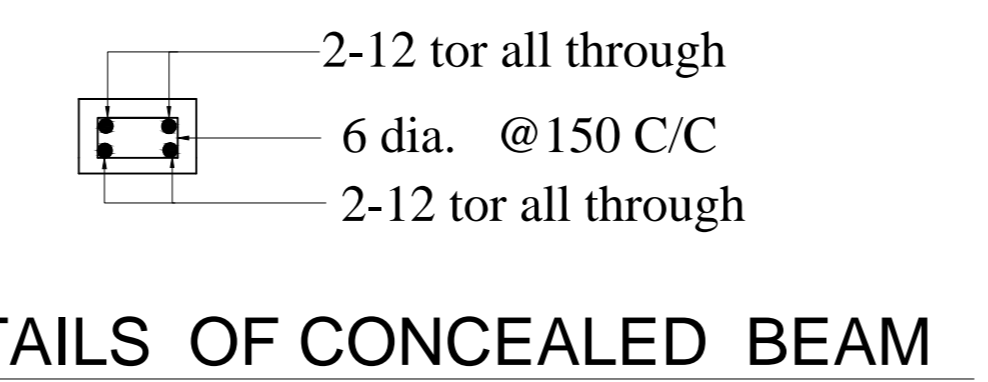 2-12 tor all through
6 dia. @150 C/C
2-12 tor all through
TAILS OF CONCEALED BEAM